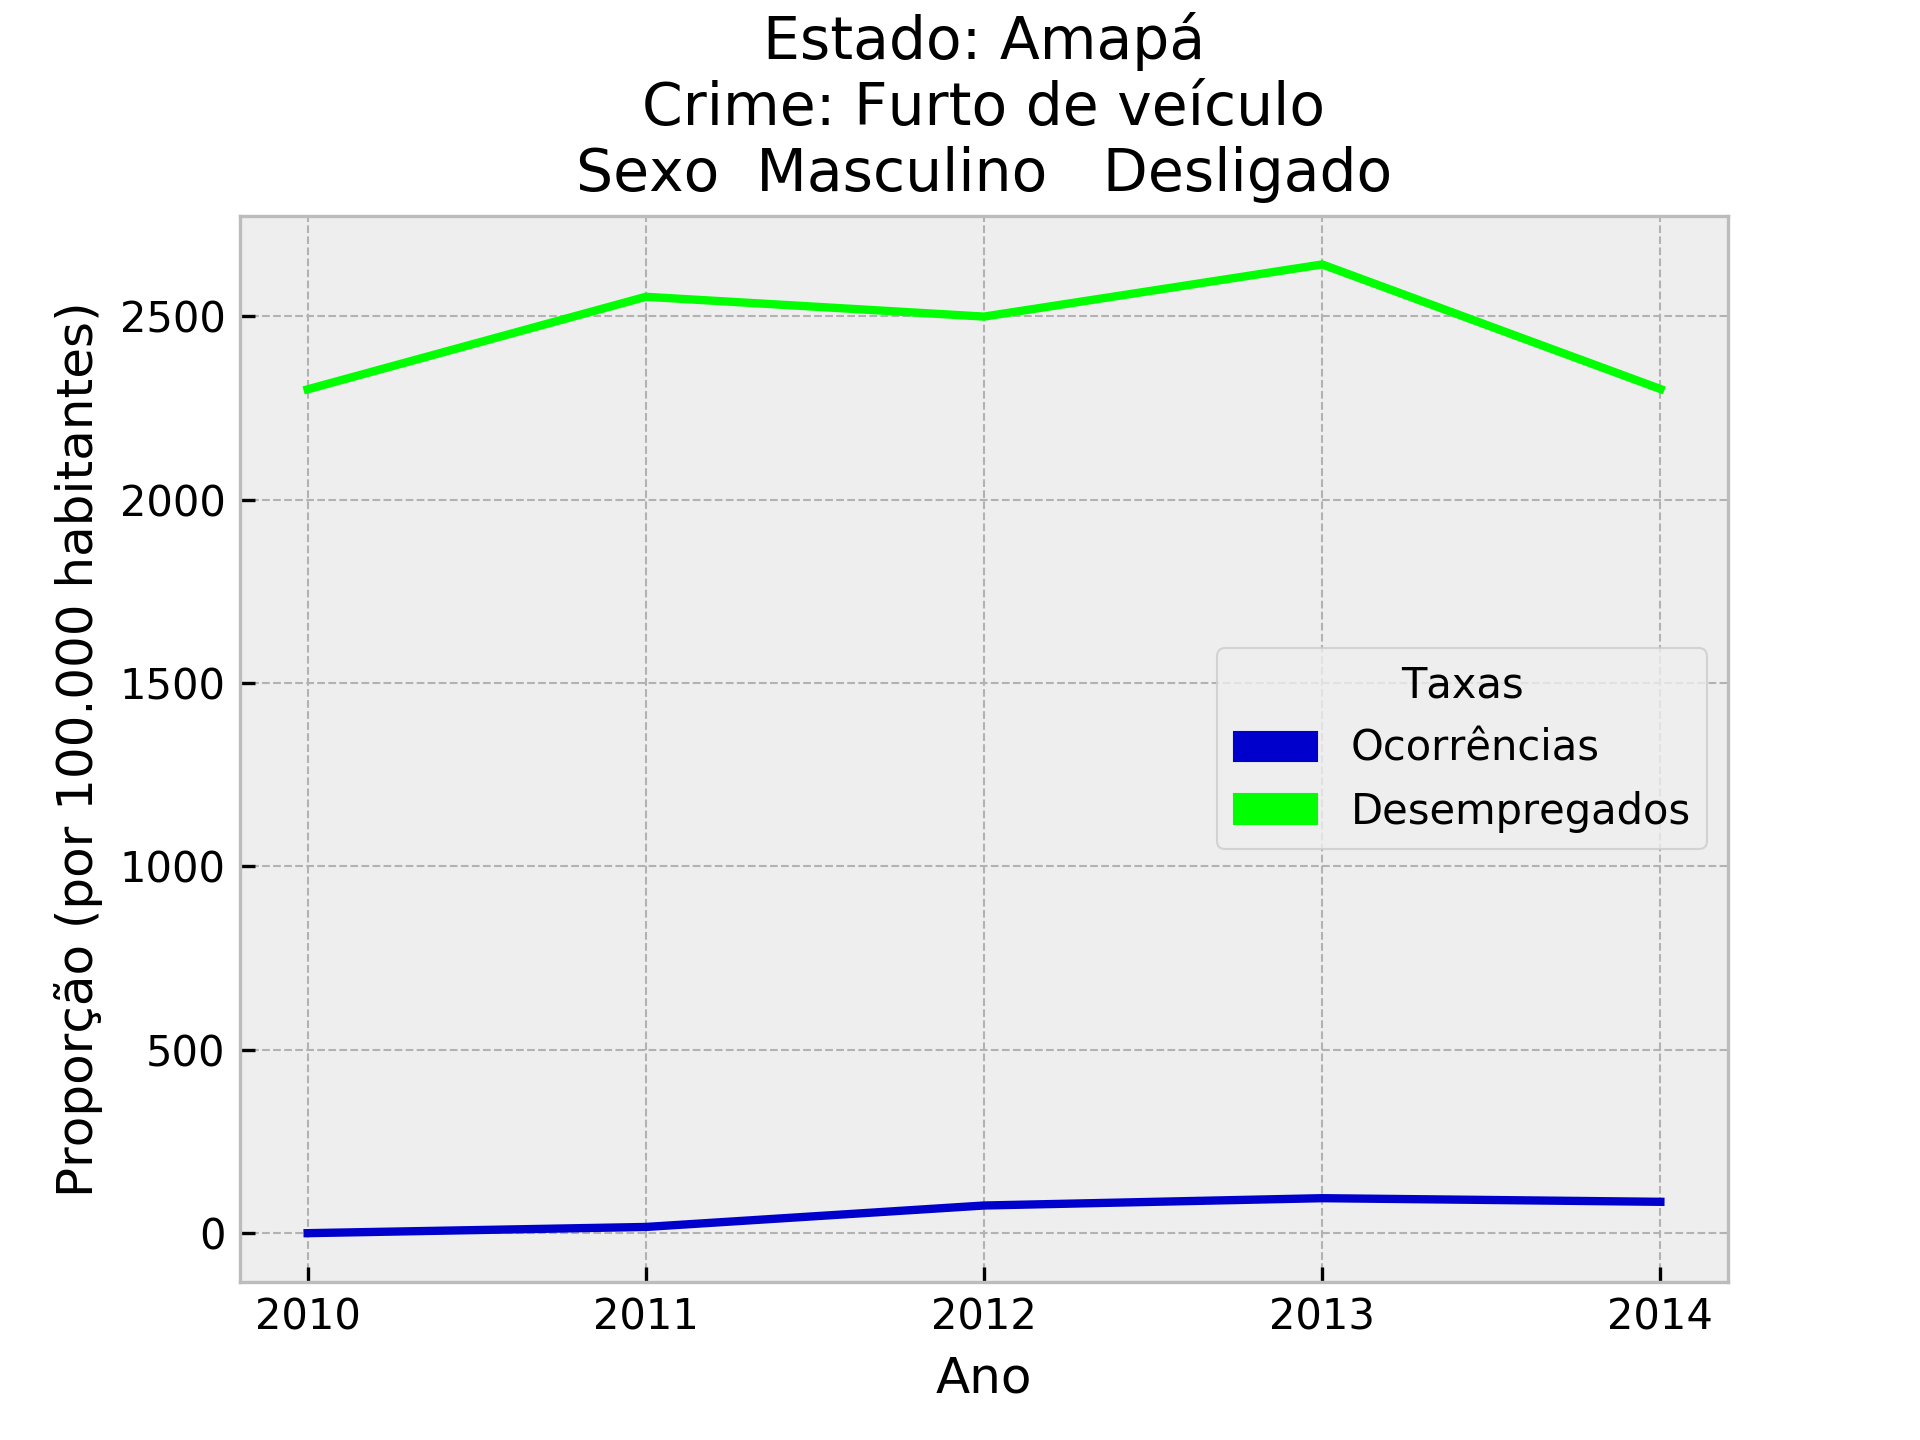 Estado: Amapá
Crime: Furto de veículo
Sexo  Masculino   Desligado
Proporção (por 100.000 habitantes)
2500
2000
1500
1000
500
0
Taxas
Ocorrências
Desempregados
2010 2011 2012 2013 2014
Ano